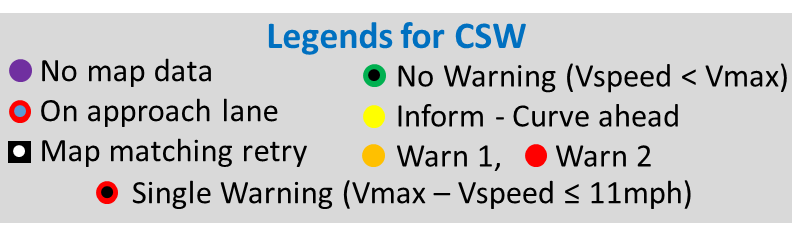 Legends for CSW
No map data
No Warning (Vspeed < Vmax)
On approach lane
Inform - Curve ahead
Map matching retry
Warn 1, Warn 2
Single Warning (Vmax – Vspeed ≤ 11mph)